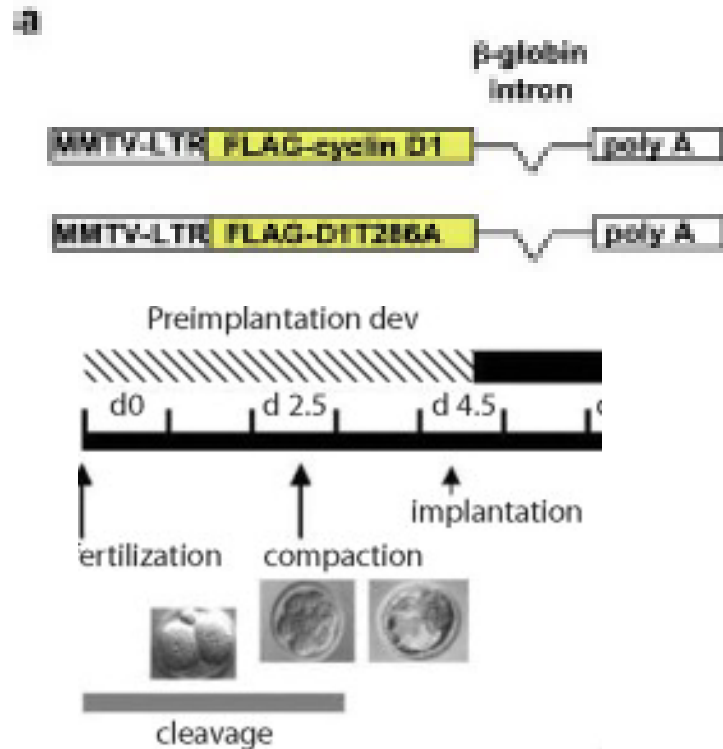 a
β-globin
intron
MMTV-LTR FLAG-cyclin D1 poly A
MMTV-LTR FLAG-D1T286A poly A
Preimplantation dev
d0 d 2.5 d 4.5
implantation
fertilization compaction
cleavage